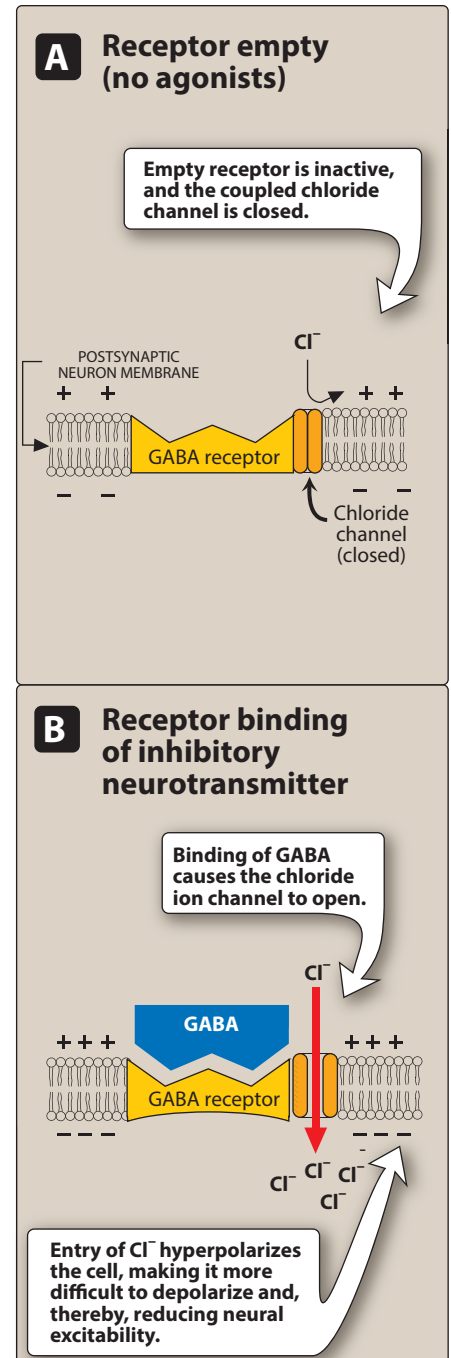 A
Receptor empty
(no agonists)
Empty receptor is inactive,
and the coupled chloride
channel is closed.
Cl⁻
POSTSYNAPTIC
NEURON MEMBRANE
+ +
+ +
GABA receptor
– –
– –
Chloride
channel
(closed)
B
Receptor binding
of inhibitory
neurotransmitter
Binding of GABA
causes the chloride
ion channel to open.
Cl⁻
GABA
+ + +
+ + +
GABA receptor
– – –
– – –
Cl⁻ Cl⁻ Cl⁻
Cl⁻
Entry of Cl⁻ hyperpolarizes
the cell, making it more
difficult to depolarize and,
thereby, reducing neural
excitability.